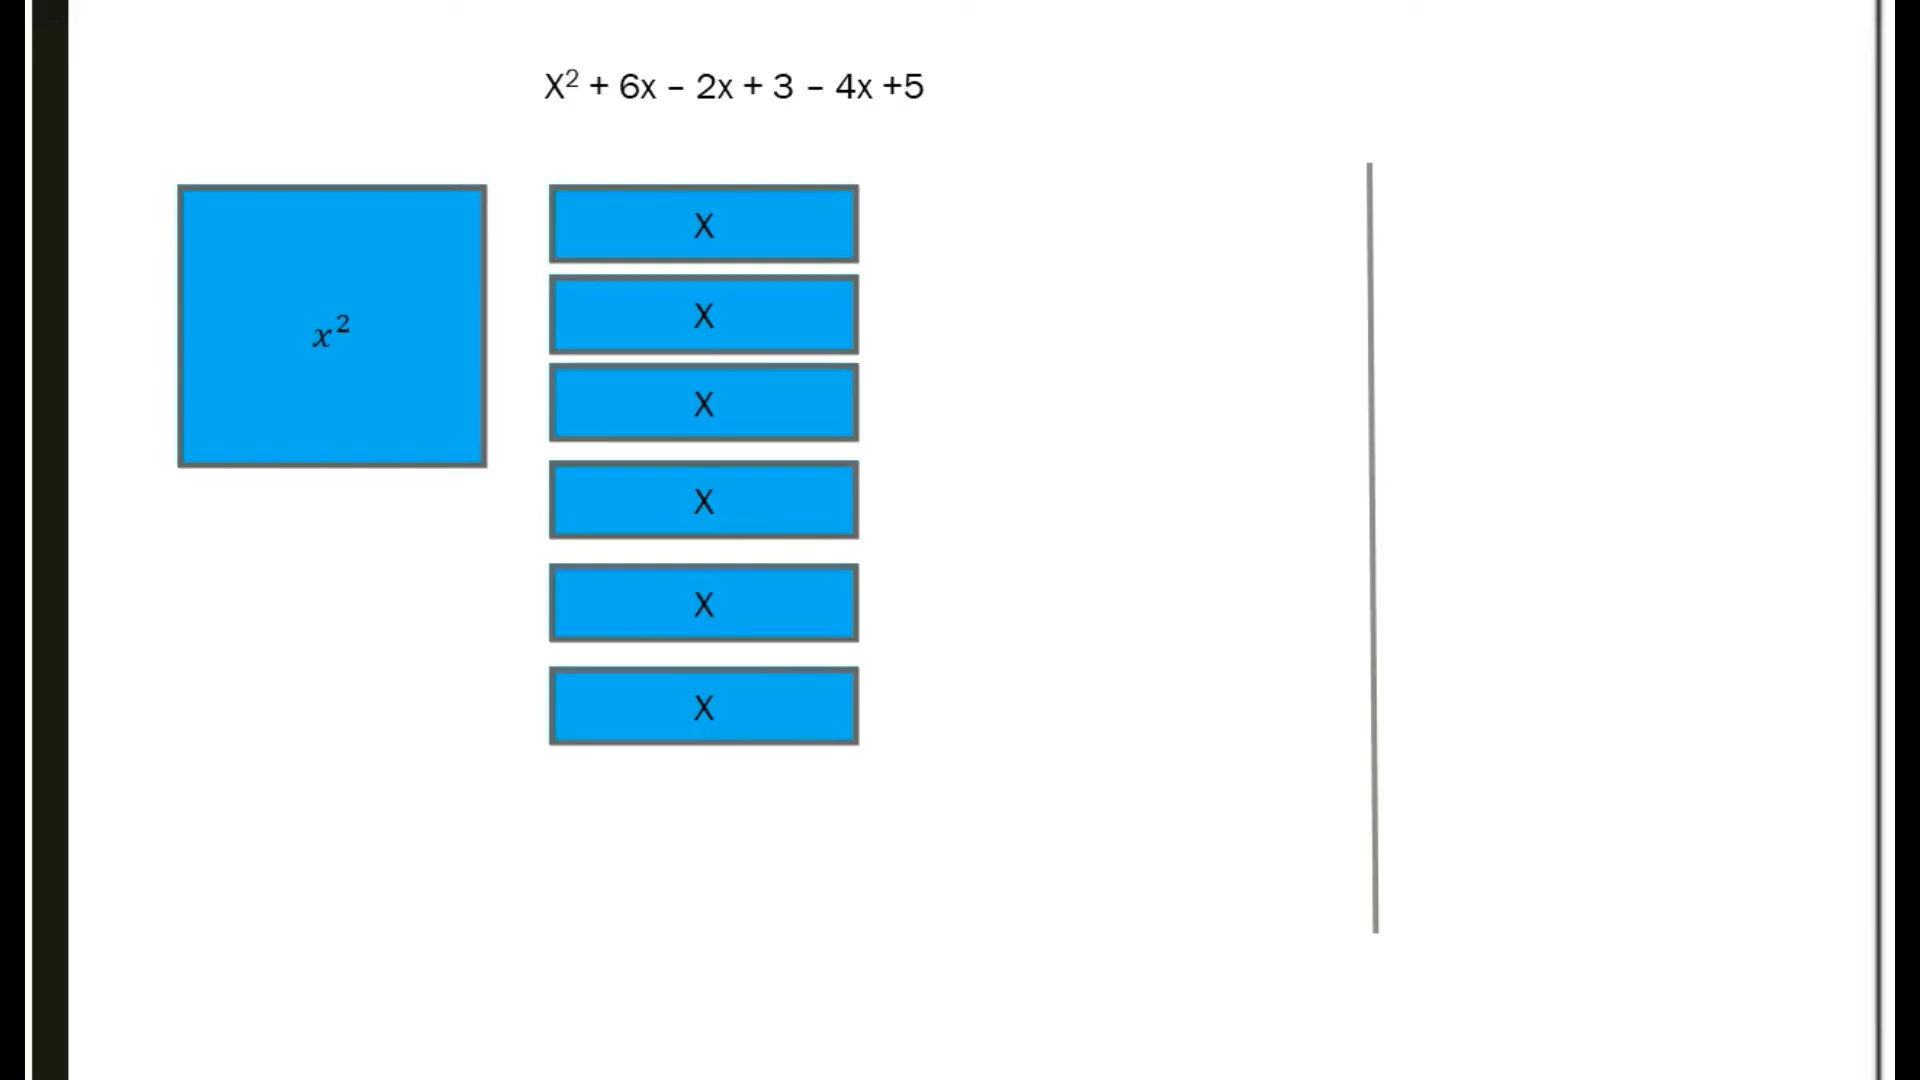 X² + 6x – 2x + 3 – 4x +5
x²
X
X
X
X
X
X